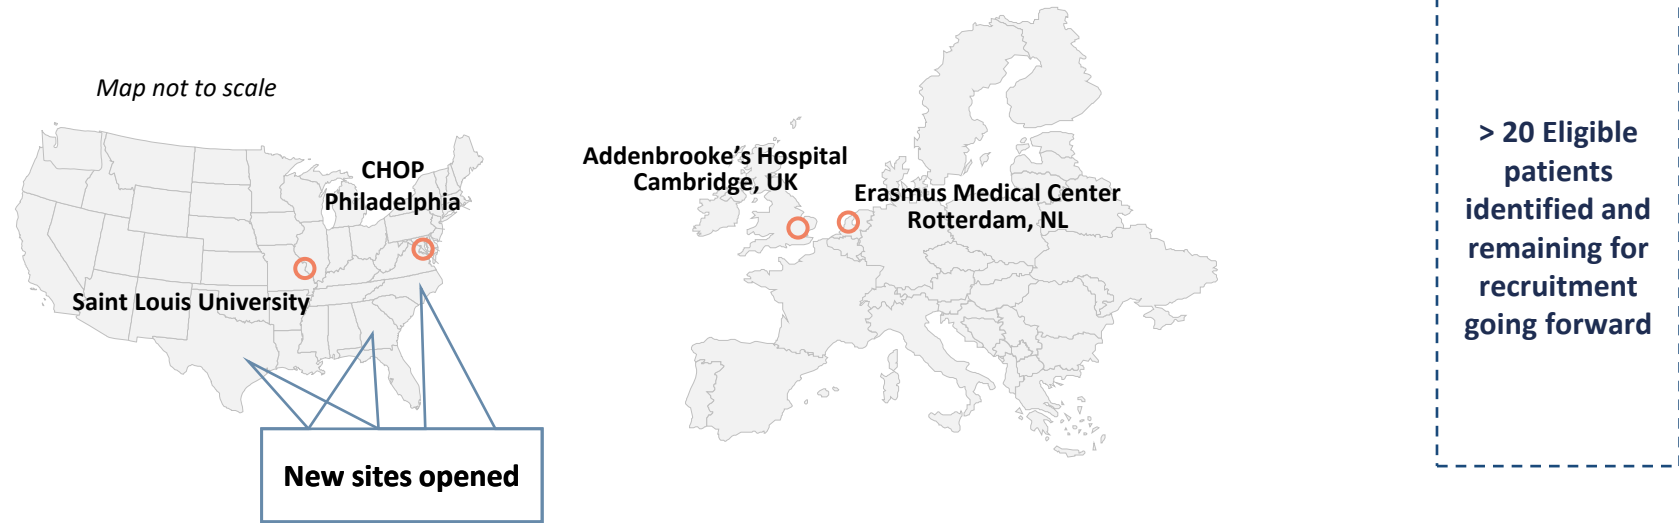 Map not to scale
CHOP
Philadelphia
Saint Louis University
New sites opened
Addenbrooke’s Hospital
Cambridge, UK
Erasmus Medical Center
Rotterdam, NL
> 20 Eligible
patients
identified and
remaining for
recruitment
going forward